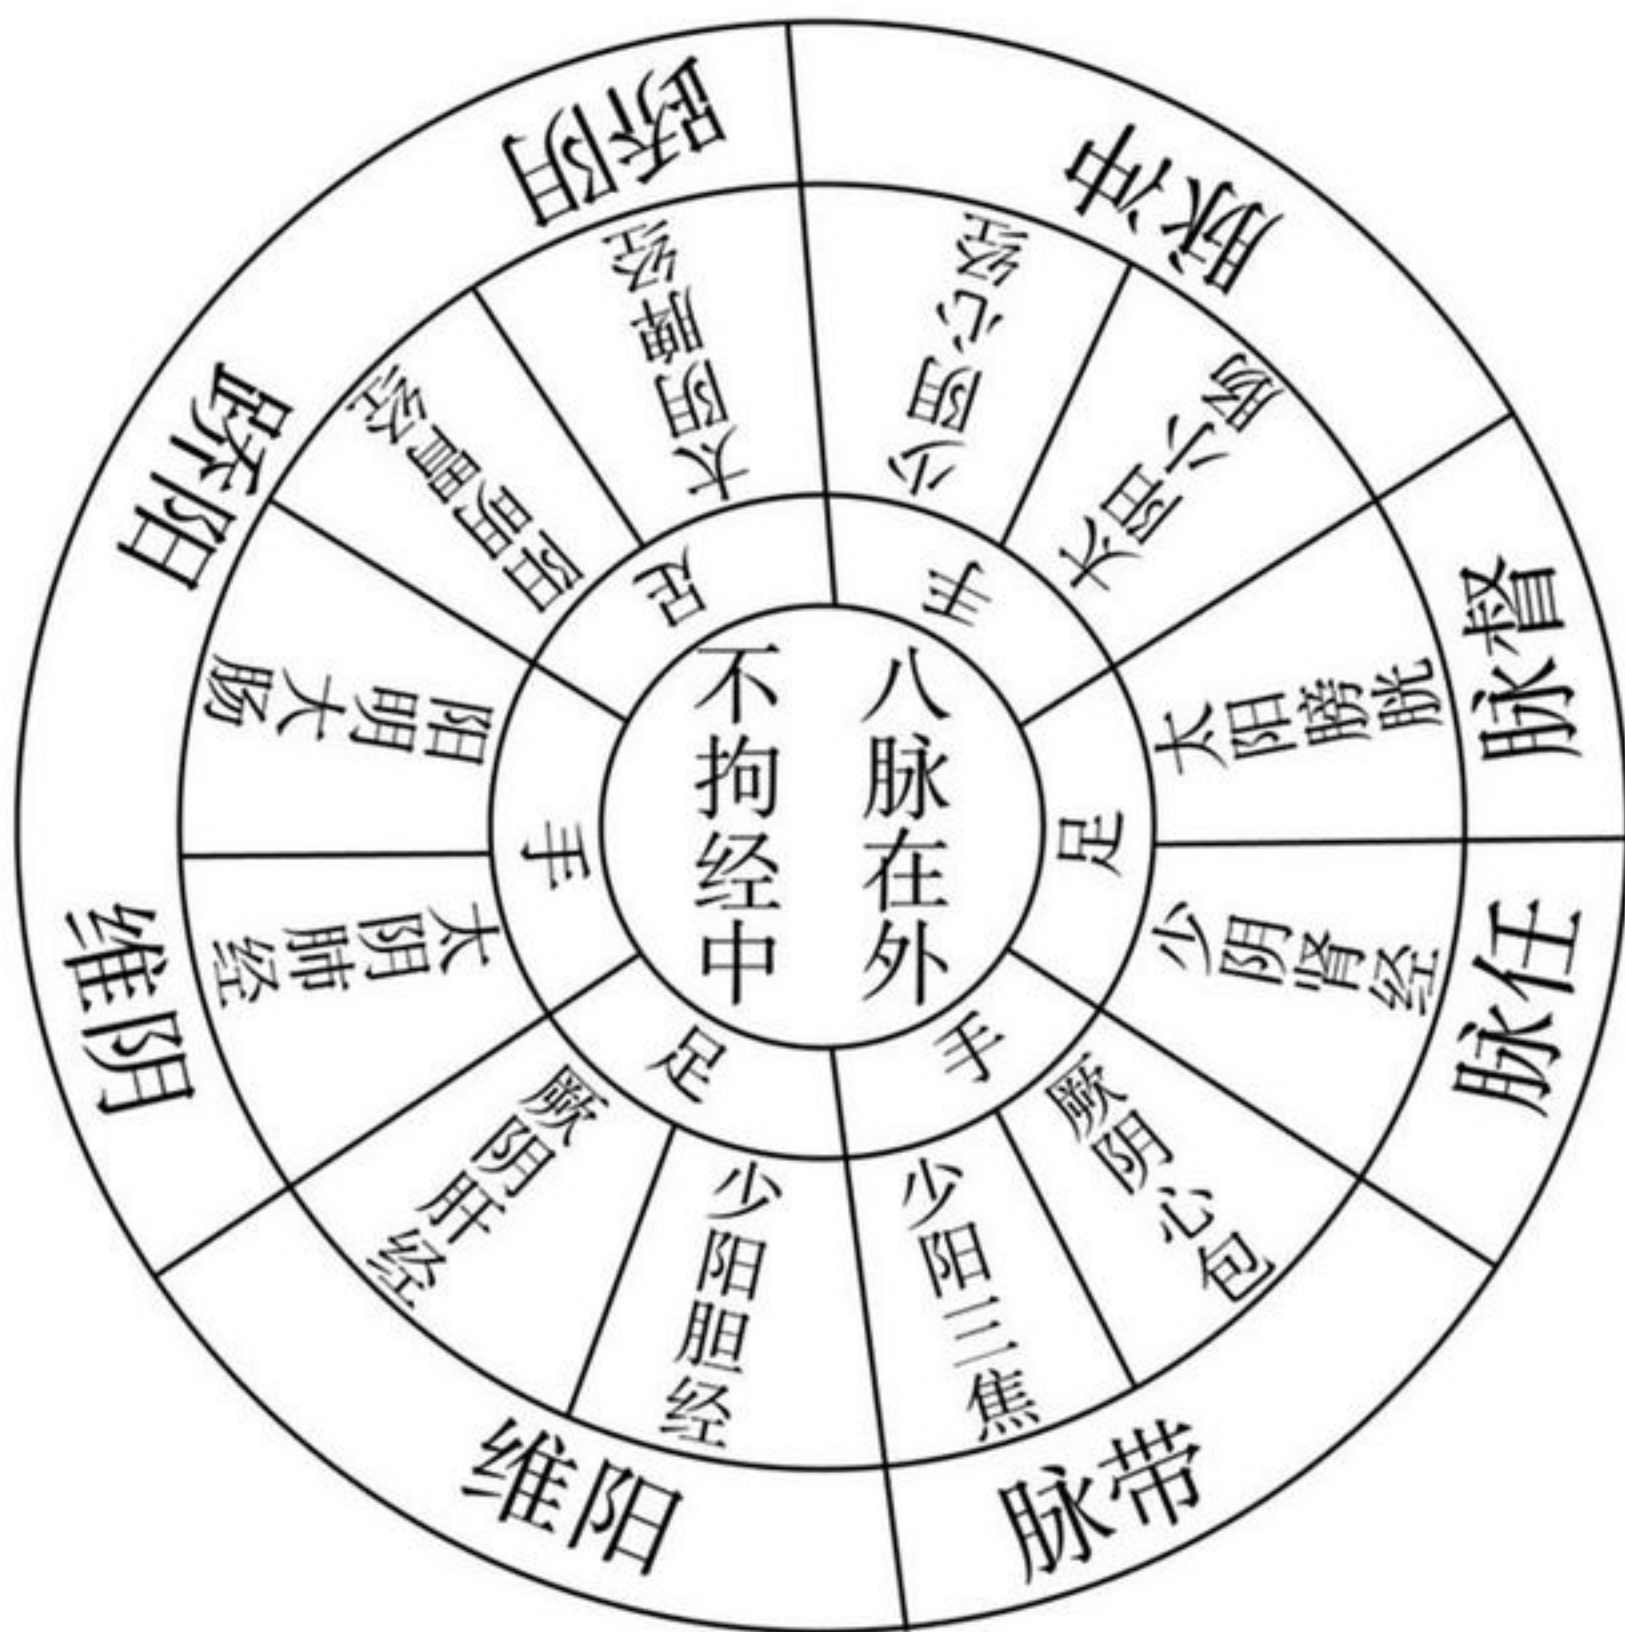 八脉在外
不拘经中
手
足
手
足
手
足
少阴心经
太阳小肠
太阳膀胱
少阴肾经
厥阴心包
少阳三焦
少阳胆经
厥阴肝经
太阴肺经
阳明大肠
阳明胃经
太阴脾经
脉冲
脉督
脉任
脉带
维阳
维阴
跻阳
跻阴